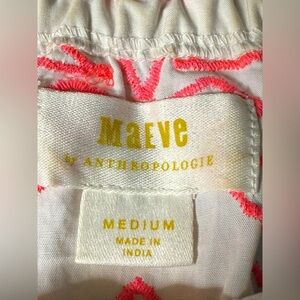 MAEVE
by ANTHROPOLOGIE
MEDIUM
MADE IN
INDIA